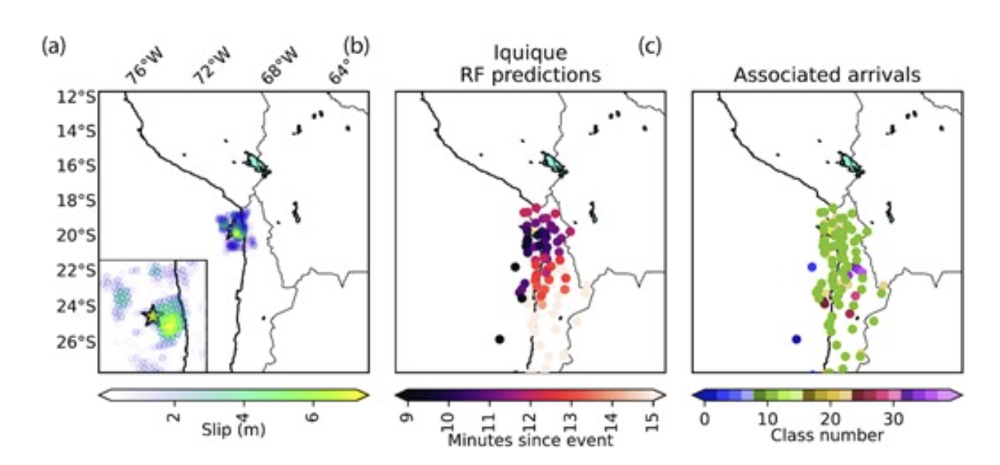 (a)
76°W 72°W 68°W 64°
12°S
14°S
16°S
18°S
20°S
22°S
24°S
26°S
2 4 6
Slip (m)
(b)
Iquique
RF predictions
9 10 11 12 13 14 15
Minutes since event
(c)
Associated arrivals
0 10 20 30
Class number